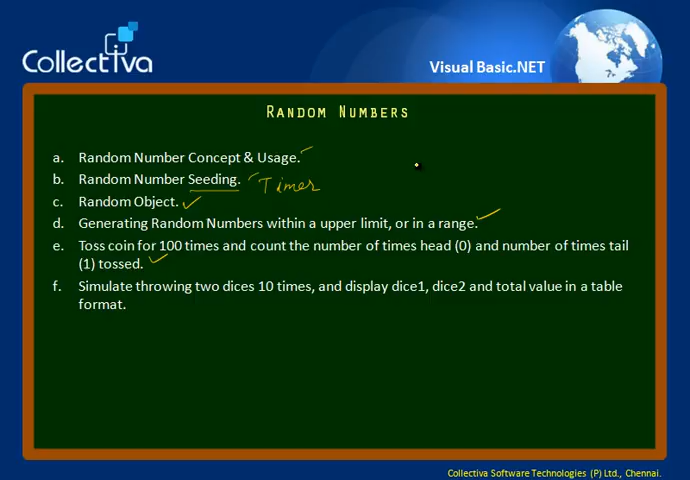 Collectiva
Visual Basic.NET
Random Numbers
a. Random Number Concept & Usage.
b. Random Number Seeding. Timer
c. Random Object.
d. Generating Random Numbers within a upper limit, or in a range.
e. Toss coin for 100 times and count the number of times head (0) and number of times tail
(1) tossed.
f. Simulate throwing two dices 10 times, and display dice1, dice2 and total value in a table
format.
Collectiva Software Technologies (P) Ltd., Chennai.